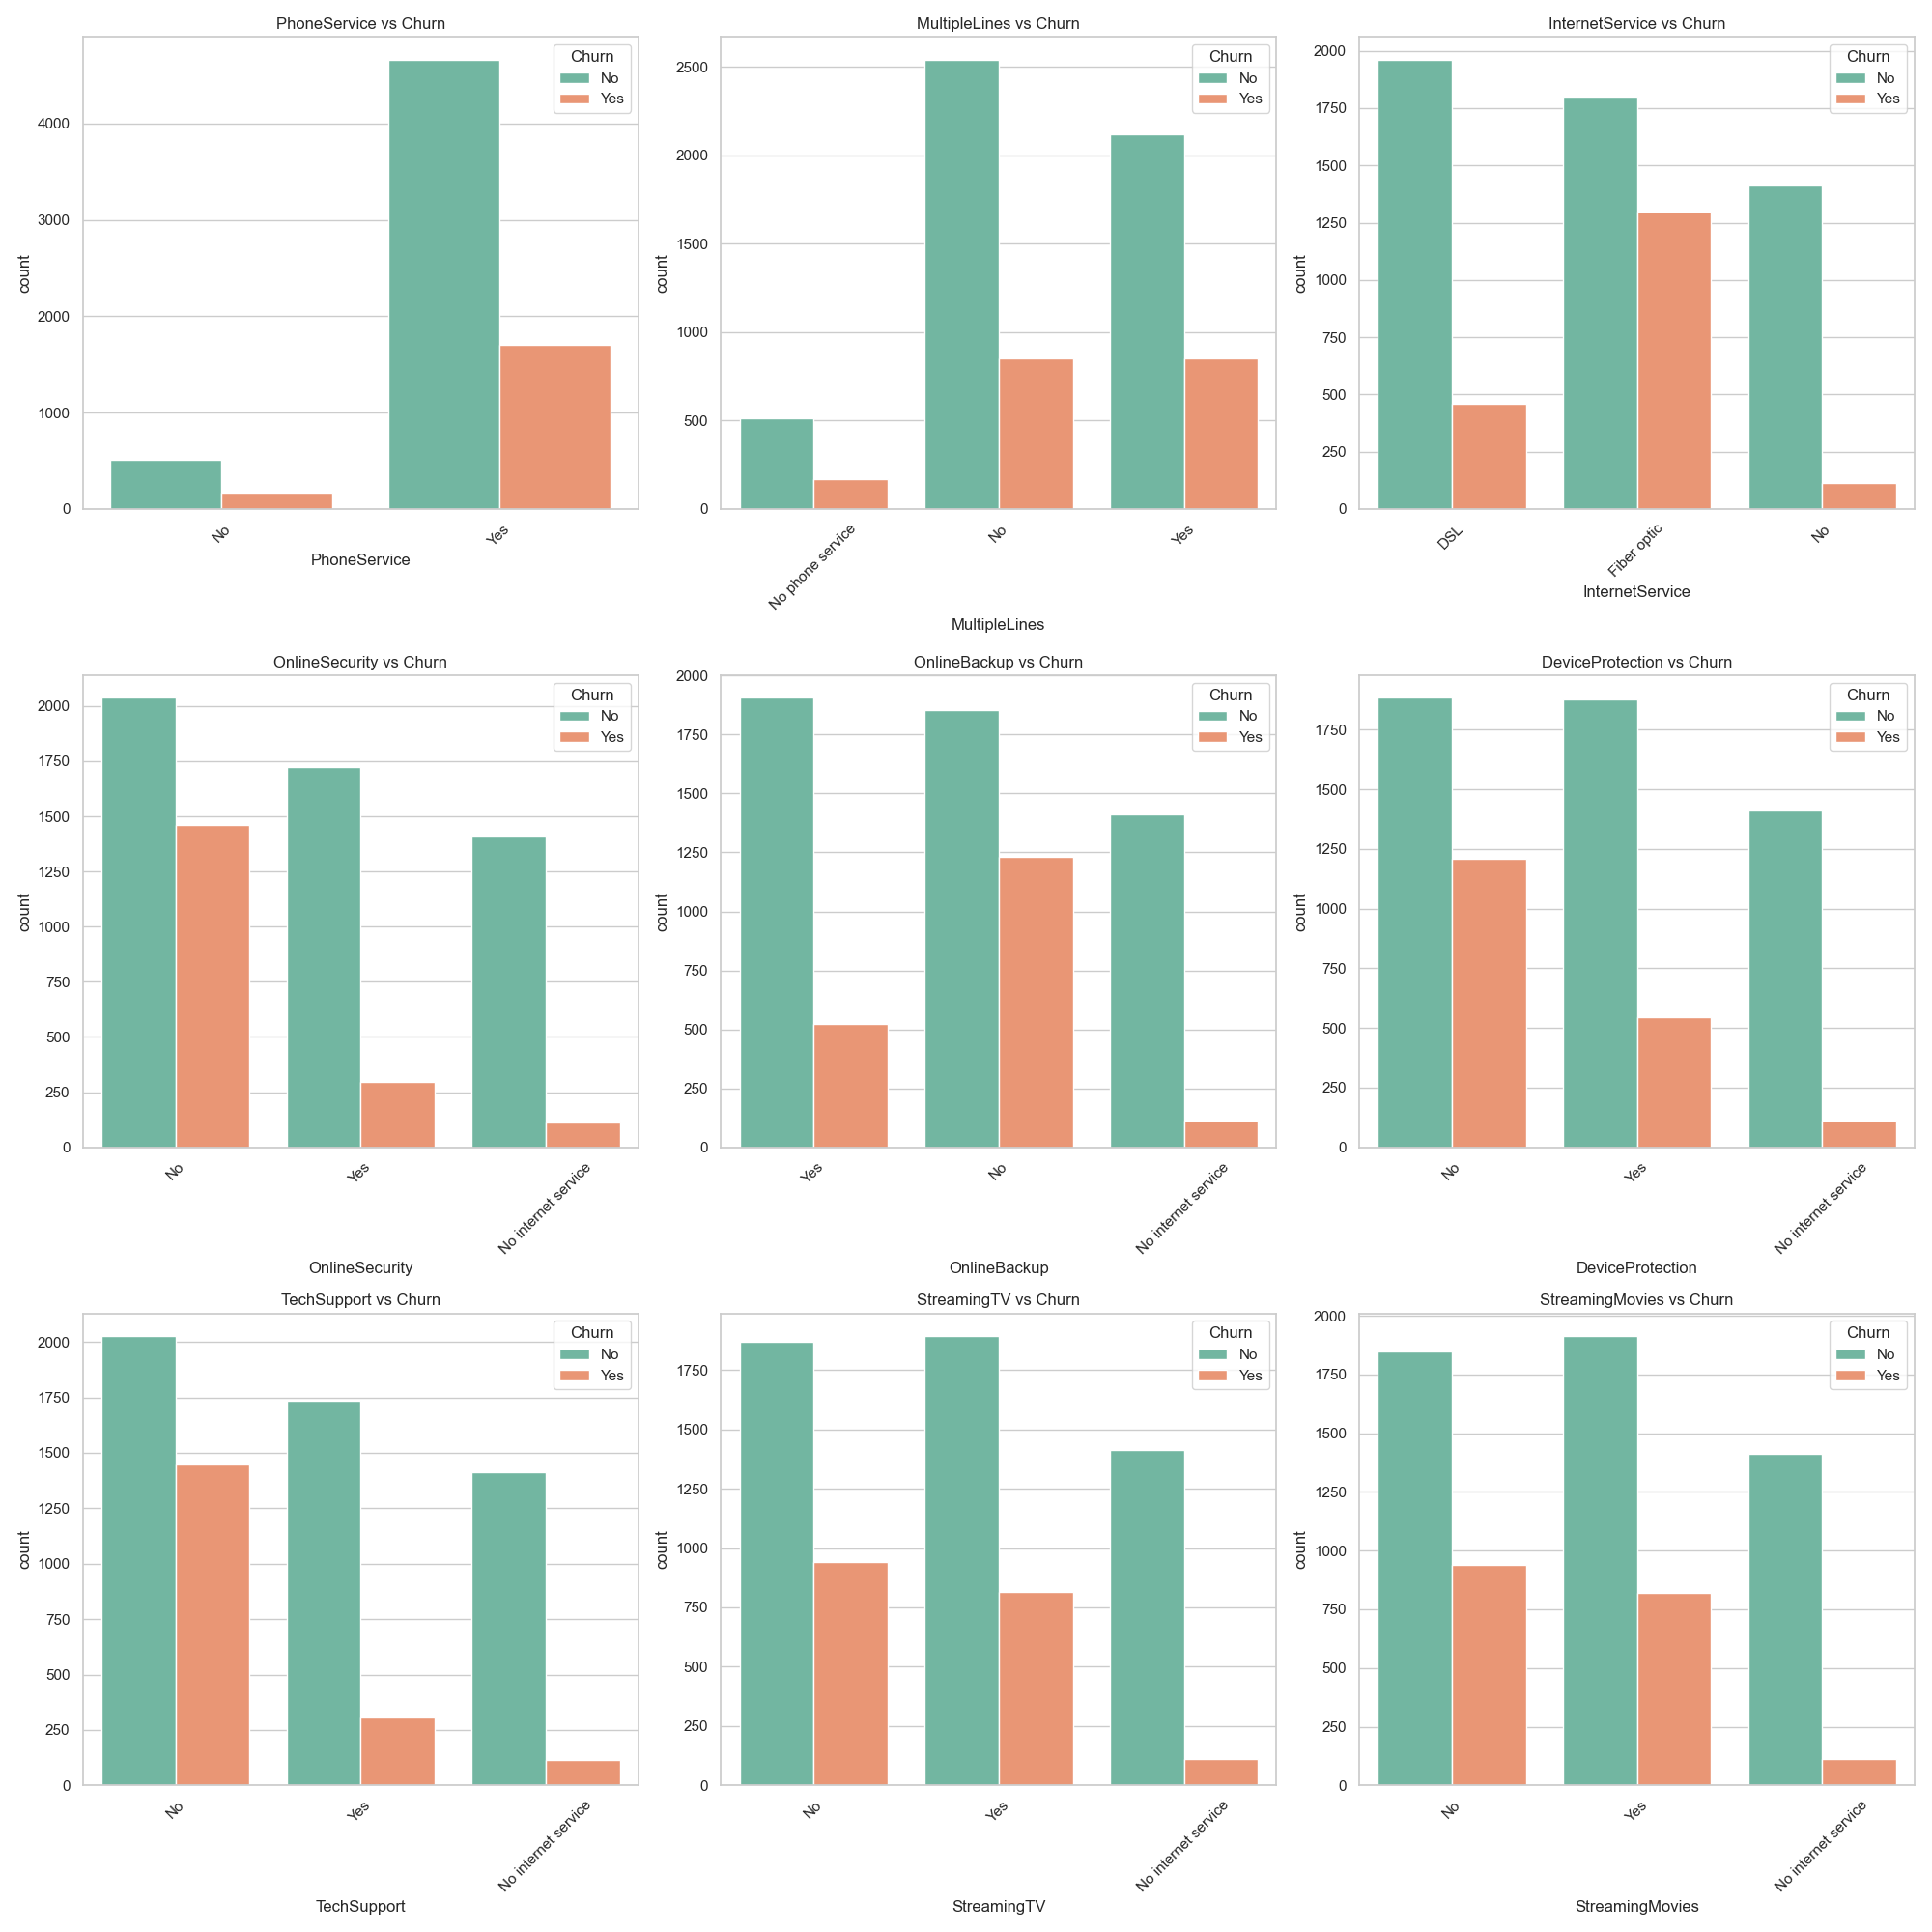 PhoneService vs Churn
Churn
No
Yes
4000
3000
2000
1000
0
count
No
Yes
PhoneService
MultipleLines vs Churn
Churn
No
Yes
2500
2000
1500
1000
500
0
count
No phone service
No
Yes
MultipleLines
InternetService vs Churn
Churn
No
Yes
2000
1750
1500
1250
1000
750
500
250
0
count
DSL
Fiber optic
No
InternetService
OnlineSecurity vs Churn
Churn
No
Yes
2000
1750
1500
1250
1000
750
500
250
0
count
No
Yes
No internet service
OnlineSecurity
OnlineBackup vs Churn
Churn
No
Yes
2000
1750
1500
1250
1000
750
500
250
0
count
Yes
No
No internet service
OnlineBackup
DeviceProtection vs Churn
Churn
No
Yes
1750
1500
1250
1000
750
500
250
0
count
No
Yes
No internet service
DeviceProtection
TechSupport vs Churn
Churn
No
Yes
2000
1750
1500
1250
1000
750
500
250
0
count
No
Yes
No internet service
TechSupport
StreamingTV vs Churn
Churn
No
Yes
1750
1500
1250
1000
750
500
250
0
count
No
Yes
No internet service
StreamingTV
StreamingMovies vs Churn
Churn
No
Yes
2000
1750
1500
1250
1000
750
500
250
0
count
No
Yes
No internet service
StreamingMovies